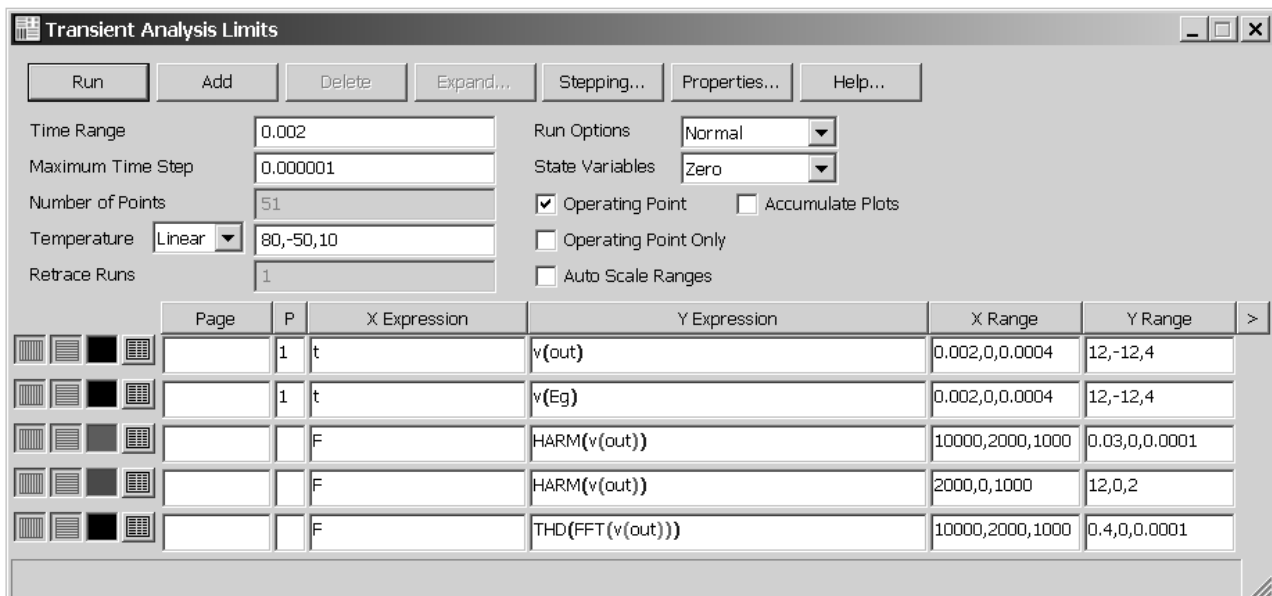 Transient Analysis Limits
Run Add Delete Expand... Stepping... Properties... Help...
Time Range 0.002 Run Options Normal
Maximum Time Step 0.000001 State Variables Zero
Number of Points 51 Operating Point Accumulate Plots
Temperature Linear 80,-50,10 Operating Point Only
Retrace Runs 1 Auto Scale Ranges
Page P X Expression Y Expression X Range Y Range >
1 t v(out) 0.002,0,0.0004 12,-12,4
1 t v(Eg) 0.002,0,0.0004 12,-12,4
F HARM(v(out)) 10000,2000,1000 0.03,0,0.0001
F HARM(v(out)) 2000,0,1000 12,0,2
F THD(FFT(v(out))) 10000,2000,1000 0.4,0,0.0001